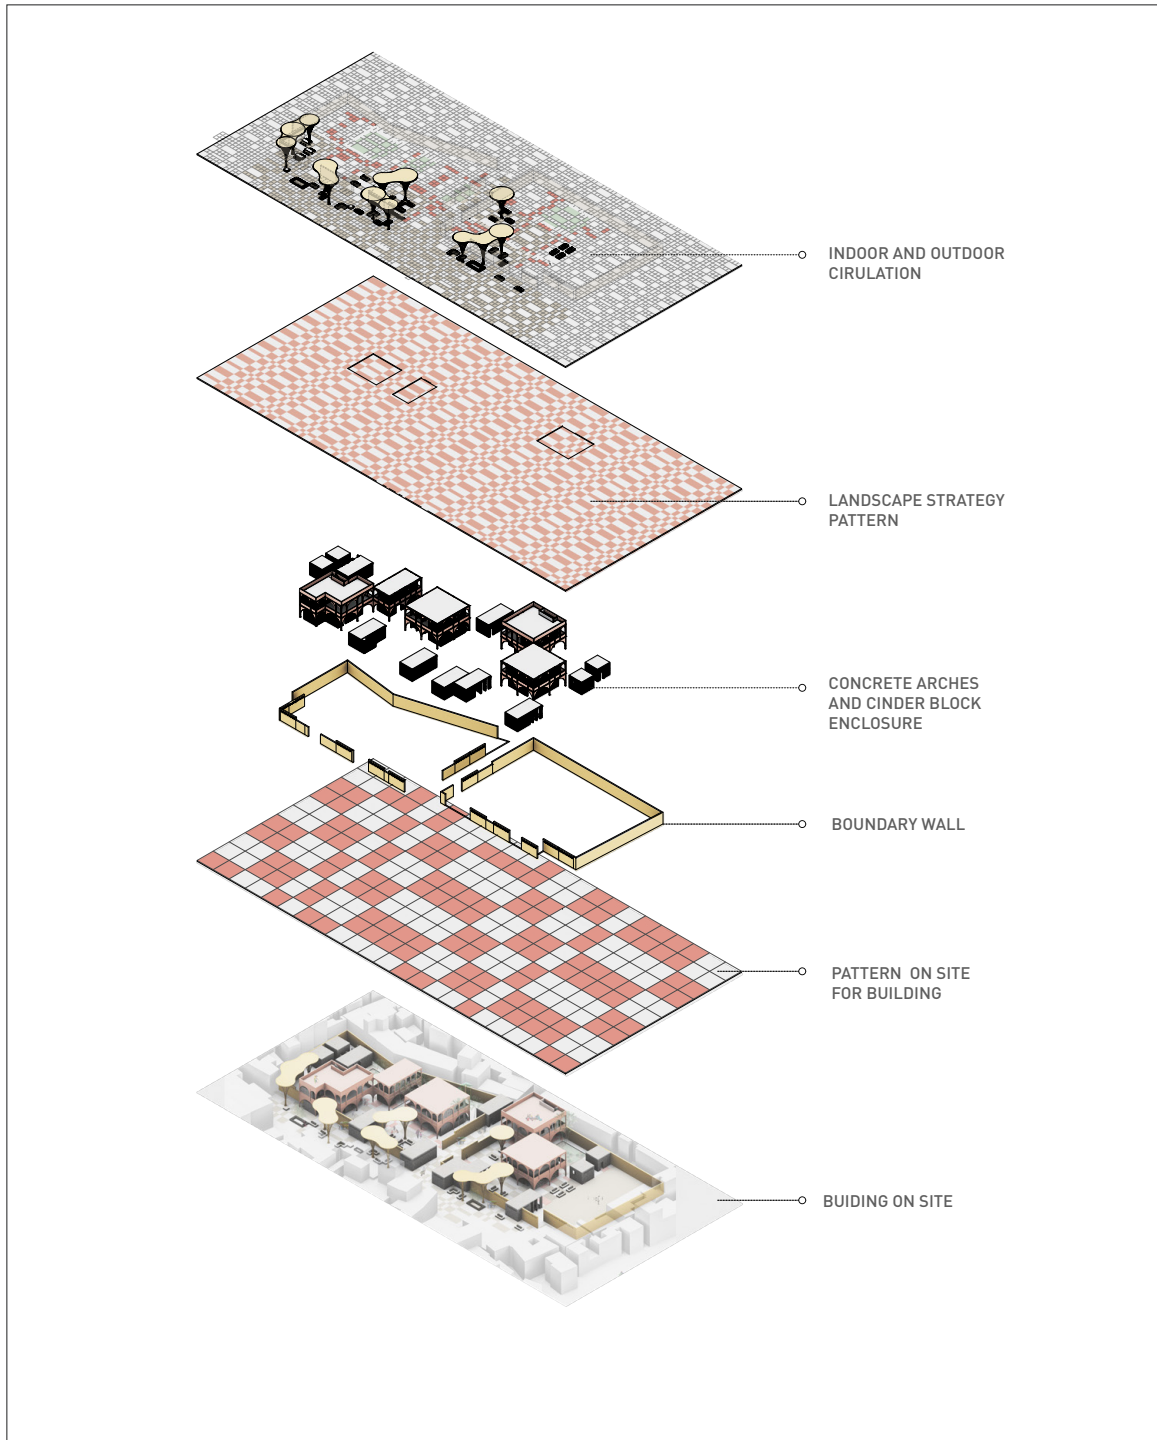 INDOOR AND OUTDOOR
CIRULATION
LANDSCAPE STRATEGY
PATTERN
CONCRETE ARCHES
AND CINDER BLOCK
ENCLOSURE
BOUNDARY WALL
PATTERN ON SITE
FOR BUILDING
BUIDING ON SITE